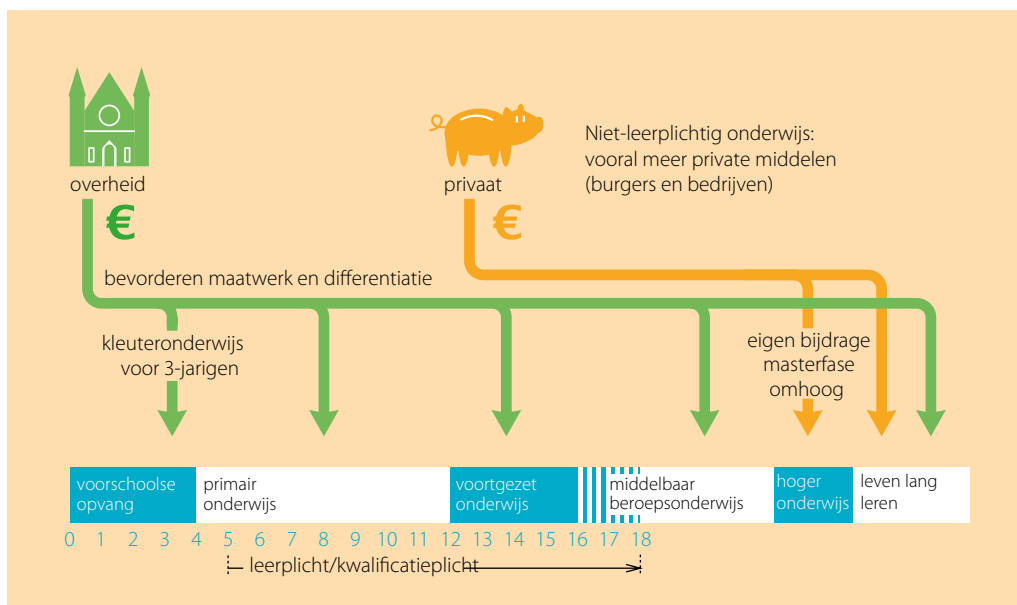 overheid
€
privaat
€
Niet-leerplichtig onderwijs:
vooral meer private middelen
(burgers en bedrijven)
bevorderen maatwerk en differentiatie
kleuteronderwijs
voor 3-jarigen
eigen bijdrage
masterfase
omhoog
voorschoolse
opvang
primair
onderwijs
voortgezet
onderwijs
middelbaar
beroepsonderwijs
hoger
onderwijs
leven lang
leren
0 1 2 3 4 5 6 7 8 9 10 11 12 13 14 15 16 17 18
leerplicht/kwalificatieplicht